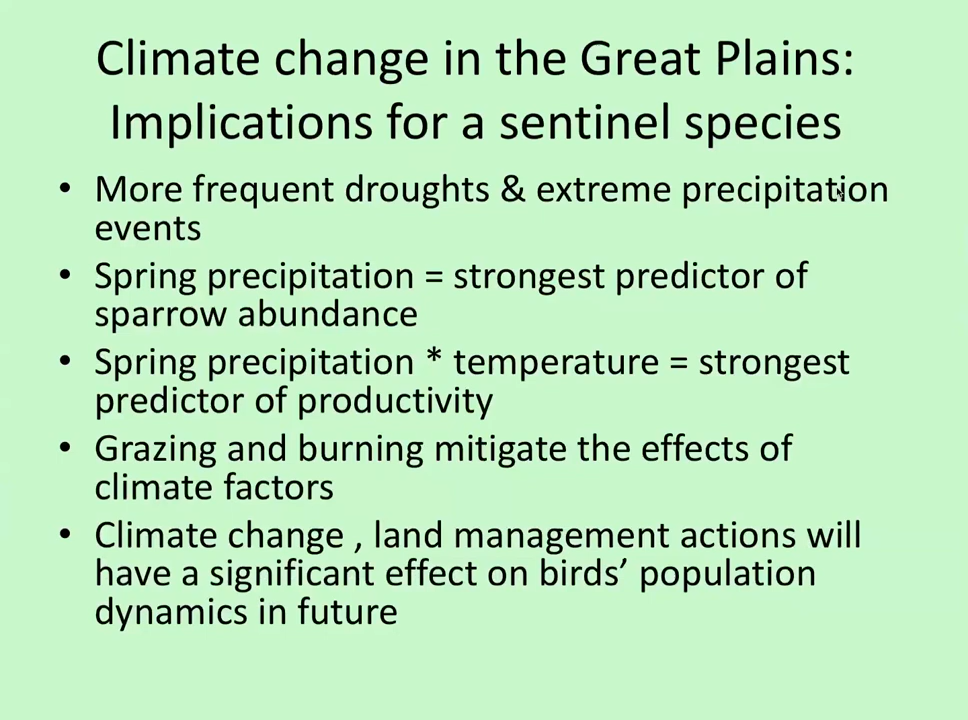 Climate change in the Great Plains:
Implications for a sentinel species
• More frequent droughts & extreme precipitation
events
• Spring precipitation = strongest predictor of
sparrow abundance
• Spring precipitation * temperature = strongest
predictor of productivity
• Grazing and burning mitigate the effects of
climate factors
• Climate change , land management actions will
have a significant effect on birds’ population
dynamics in future